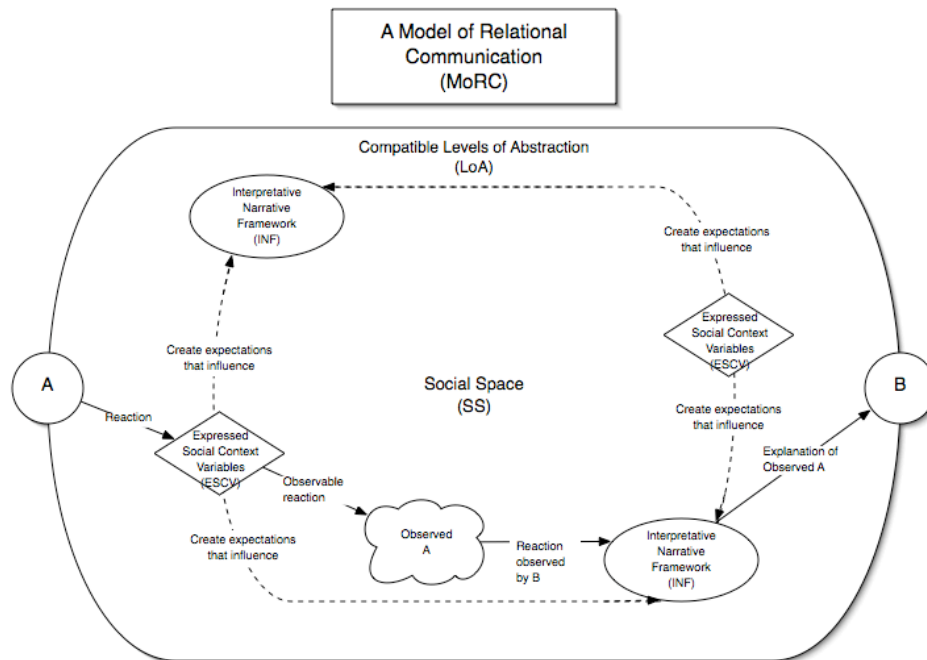 A Model of Relational
Communication
(MoRC)
Compatible Levels of Abstraction
(LoA)
Interpretative
Narrative
Framework
(INF)
Create expectations
that influence
Expressed
Social Context
Variables
(ESCV)
Create expectations
that influence
A
B
Social Space
(SS)
Create expectations
that influence
Reaction
Expressed
Social Context
Variables
(ESCV)
Explanation of
Observed A
Observable
reaction
Observed
A
Reaction
observed
by B
Interpretative
Narrative
Framework
(INF)
Create expectations
that influence